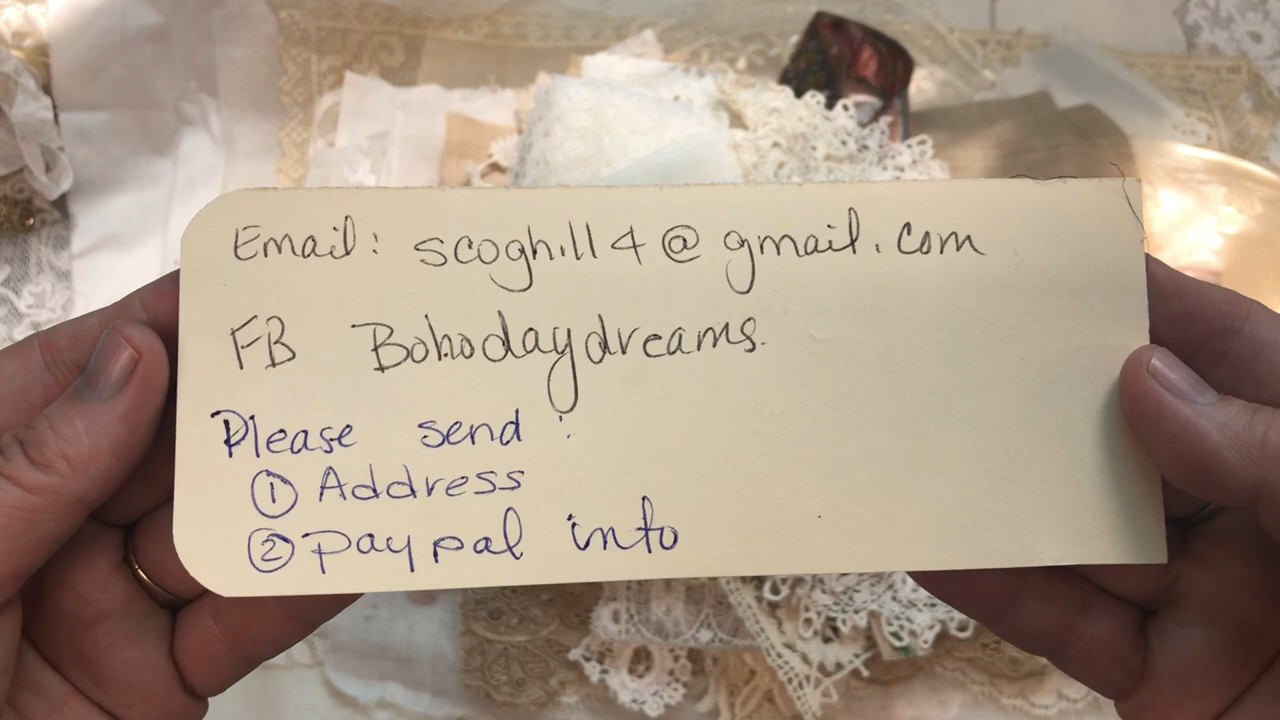 Email: scoghill4@gmail.com
FB Bohodaydreams.
Please send:
① Address
② paypal info